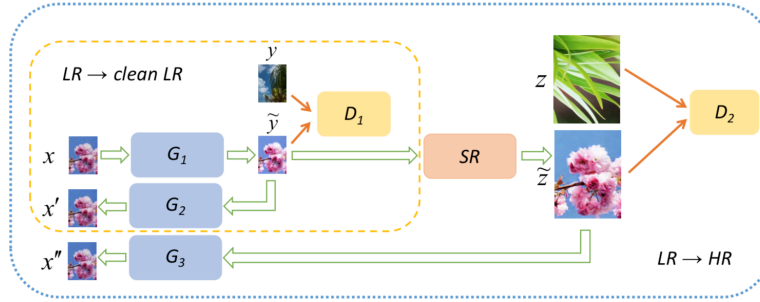 y
z
LR → clean LR
D₁
D₂
ỹ
x
G₁
SR
z̃
x′
G₂
x″
G₃
LR → HR